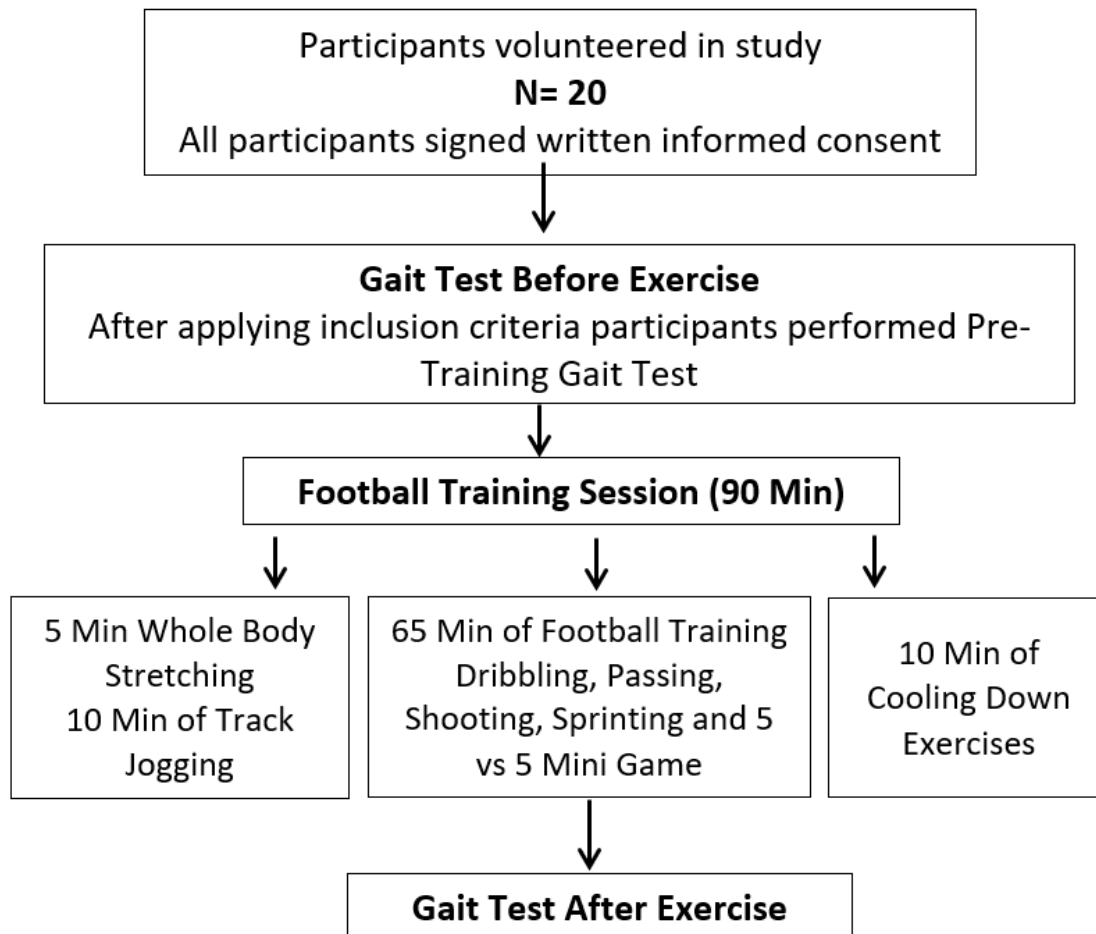 Participants volunteered in study
N= 20
All participants signed written informed consent
Gait Test Before Exercise
After applying inclusion criteria participants performed Pre-
Training Gait Test
Football Training Session (90 Min)
5 Min Whole Body
Stretching
10 Min of Track
Jogging
65 Min of Football Training
Dribbling, Passing,
Shooting, Sprinting and 5
vs 5 Mini Game
10 Min of
Cooling Down
Exercises
Gait Test After Exercise